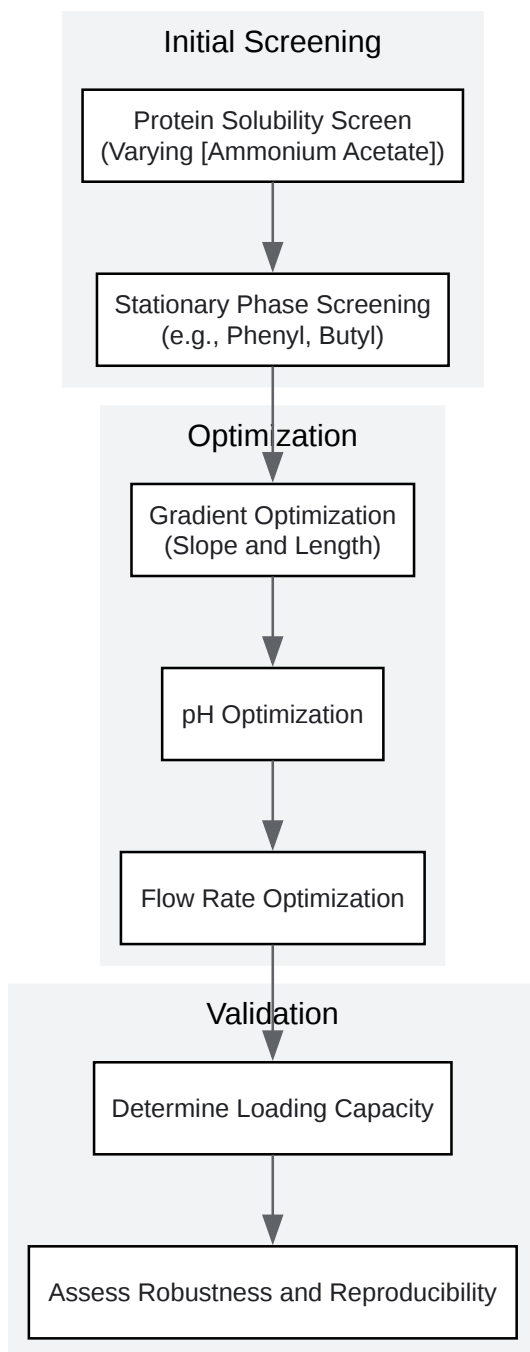 Initial Screening
Protein Solubility Screen
(Varying [Ammonium Acetate])
Stationary Phase Screening
(e.g., Phenyl, Butyl)
Optimization
Gradient Optimization
(Slope and Length)
pH Optimization
Flow Rate Optimization
Validation
Determine Loading Capacity
Assess Robustness and Reproducibility